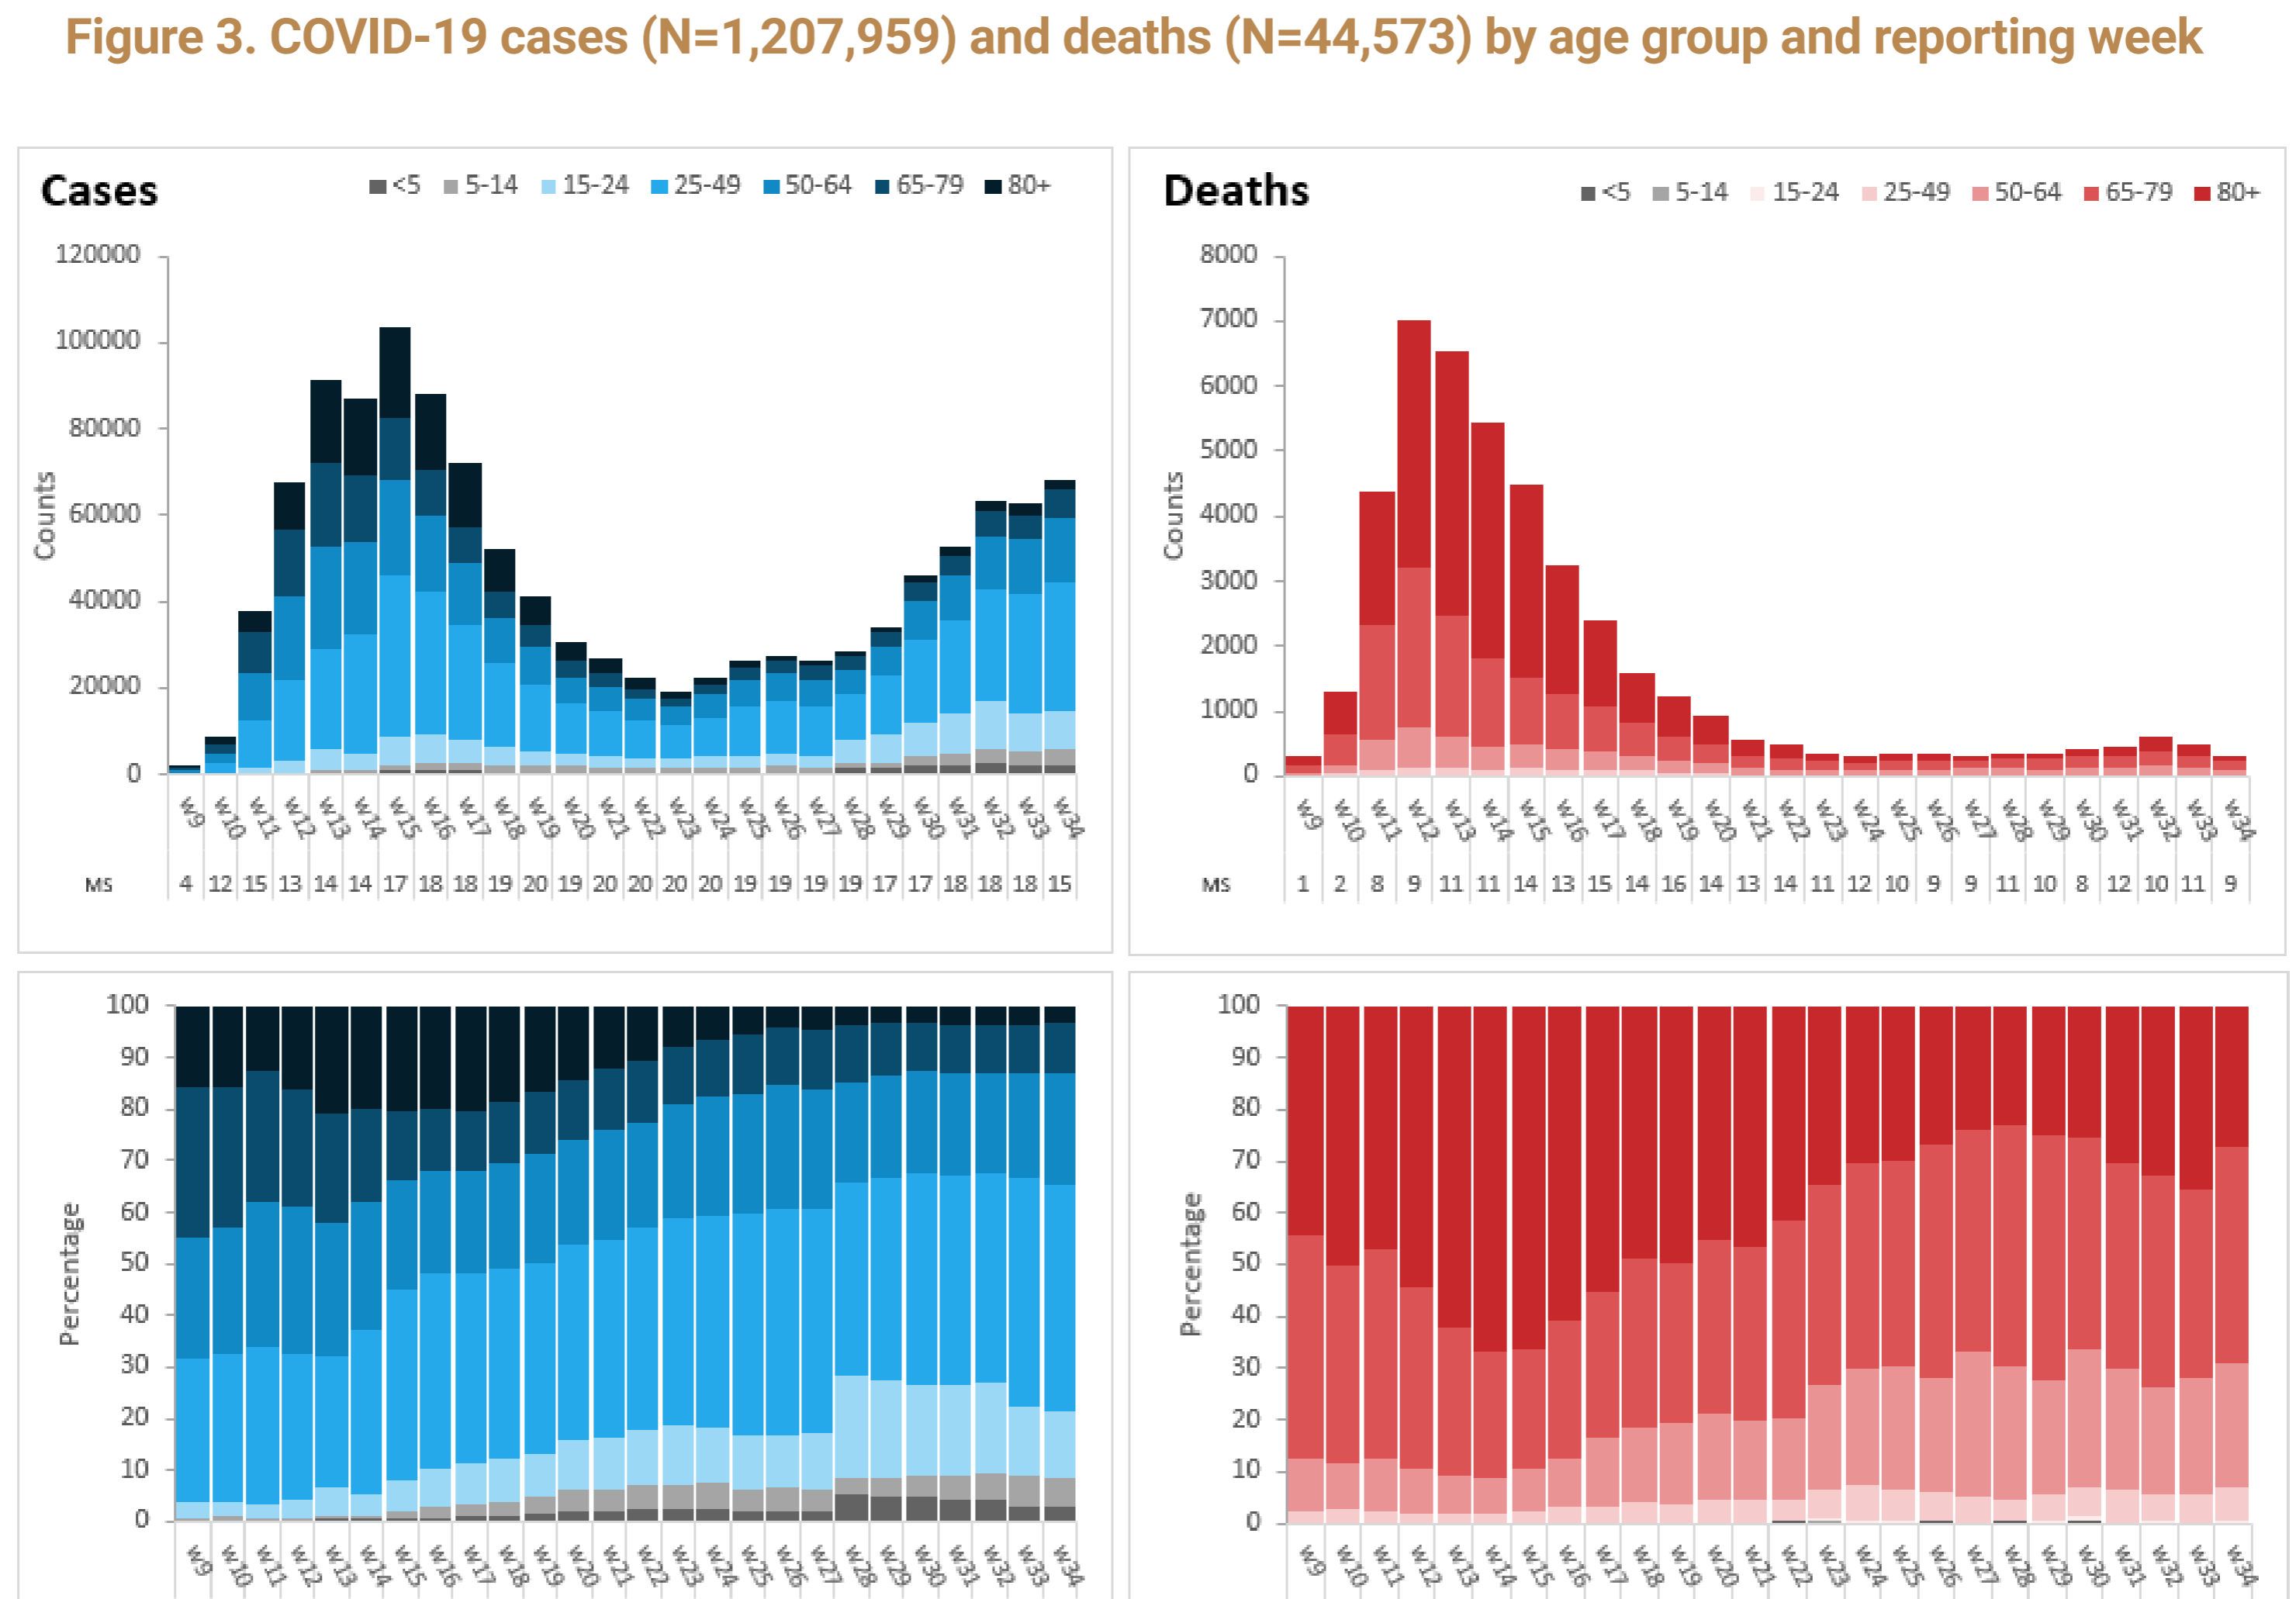 Figure 3. COVID-19 cases (N=1,207,959) and deaths (N=44,573) by age group and reporting week
Cases
<5 5-14 15-24 25-49 50-64 65-79 80+
120000
100000
80000
60000
40000
20000
0
Counts
w9 w10 w11 w12 w13 w14 w15 w16 w17 w18 w19 w20 w21 w22 w23 w24 w25 w26 w27 w28 w29 w30 w31 w32 w33 w34
MS 4 12 15 13 14 14 17 18 18 19 20 19 20 20 20 20 19 19 19 19 17 17 18 18 18 15
Deaths
<5 5-14 15-24 25-49 50-64 65-79 80+
8000
7000
6000
5000
4000
3000
2000
1000
0
Counts
w9 w10 w11 w12 w13 w14 w15 w16 w17 w18 w19 w20 w21 w22 w23 w24 w25 w26 w27 w28 w29 w30 w31 w32 w33 w34
MS 1 2 8 9 11 11 14 13 15 14 16 14 13 14 11 12 10 9 9 11 10 8 12 10 11 9
100
90
80
70
60
50
40
30
20
10
0
Percentage
w9 w10 w11 w12 w13 w14 w15 w16 w17 w18 w19 w20 w21 w22 w23 w24 w25 w26 w27 w28 w29 w30 w31 w32 w33 w34
100
90
80
70
60
50
40
30
20
10
0
Percentage
w9 w10 w11 w12 w13 w14 w15 w16 w17 w18 w19 w20 w21 w22 w23 w24 w25 w26 w27 w28 w29 w30 w31 w32 w33 w34